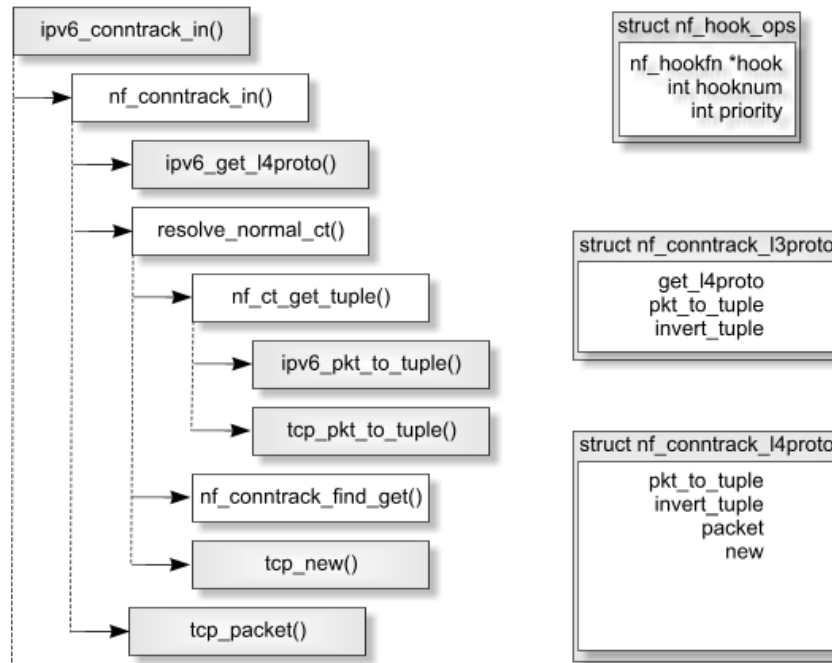 ipv6_conntrack_in()
nf_conntrack_in()
ipv6_get_l4proto()
resolve_normal_ct()
nf_ct_get_tuple()
ipv6_pkt_to_tuple()
tcp_pkt_to_tuple()
nf_conntrack_find_get()
tcp_new()
tcp_packet()
struct nf_hook_ops
nf_hookfn *hook
int hooknum
int priority
struct nf_conntrack_l3proto
get_l4proto
pkt_to_tuple
invert_tuple
struct nf_conntrack_l4proto
pkt_to_tuple
invert_tuple
packet
new